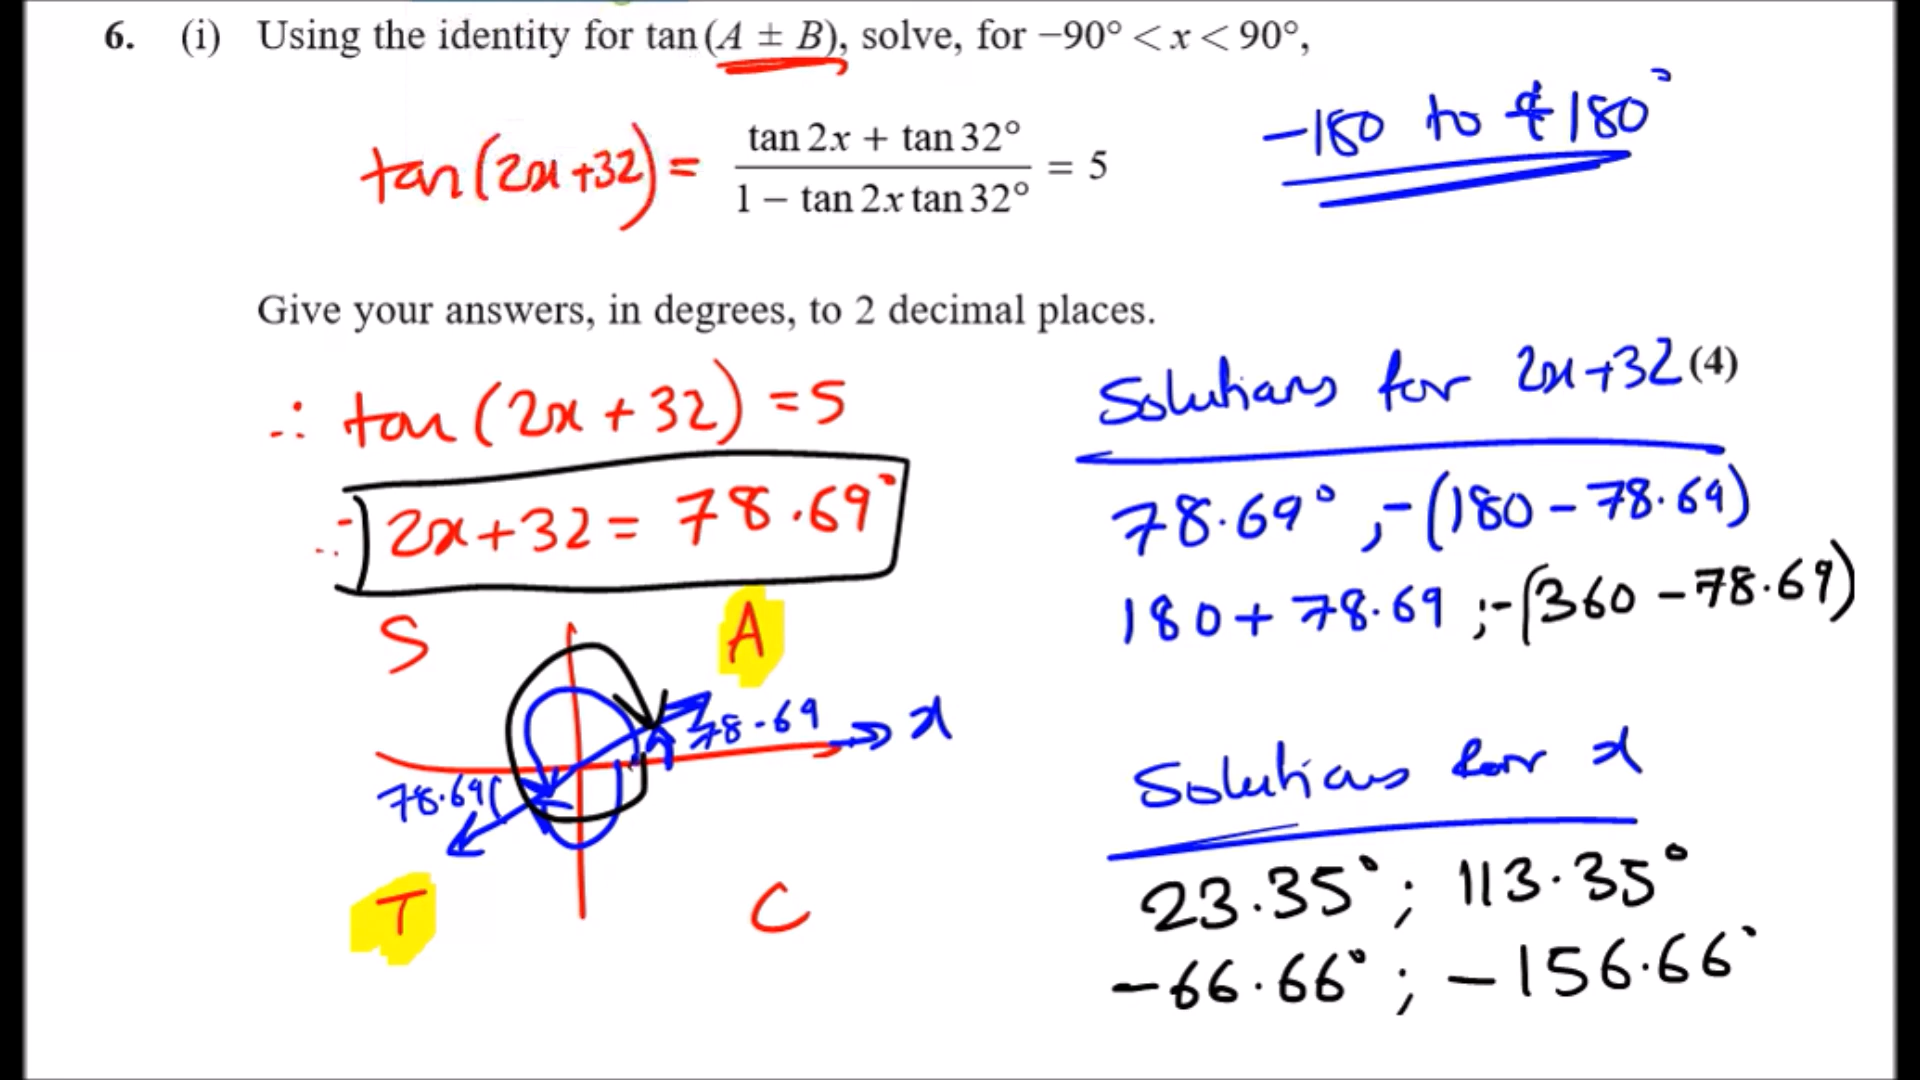 6. (i) Using the identity for tan(A ± B), solve, for −90° < x < 90°,
-180 to +180°
tan(2x+32) = (tan 2x + tan 32°)/(1 − tan 2x tan 32°) = 5
Give your answers, in degrees, to 2 decimal places.
(4)
∴ tan(2x+32) = 5
∴ 2x+32 = 78.69°
S A
78.69 → x
78.69
T C
Solutions for 2x+32
78.69°, -(180-78.69)
180+78.69 ; -(360-78.69)
Solutions for x
23.35° ; 113.35°
-66.66° ; -156.66°